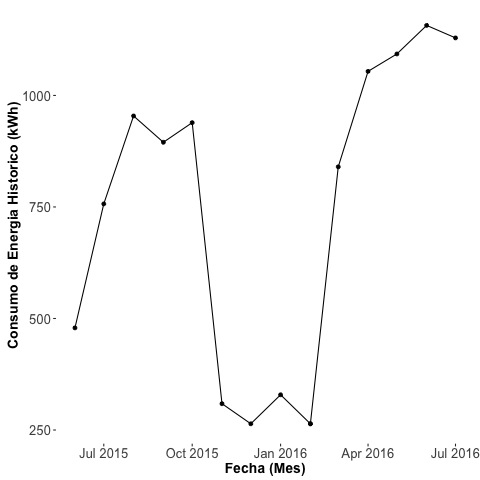 Consumo de Energia Historico (kWh)
1000
750
500
250
Jul 2015
Oct 2015
Jan 2016
Apr 2016
Jul 2016
Fecha (Mes)